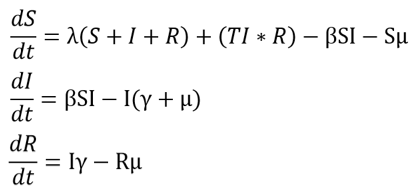 dS/dt = λ(S + I + R) + (TI * R) − βSI − Sμ
dI/dt = βSI − I(γ + μ)
dR/dt = Iγ − Rμ